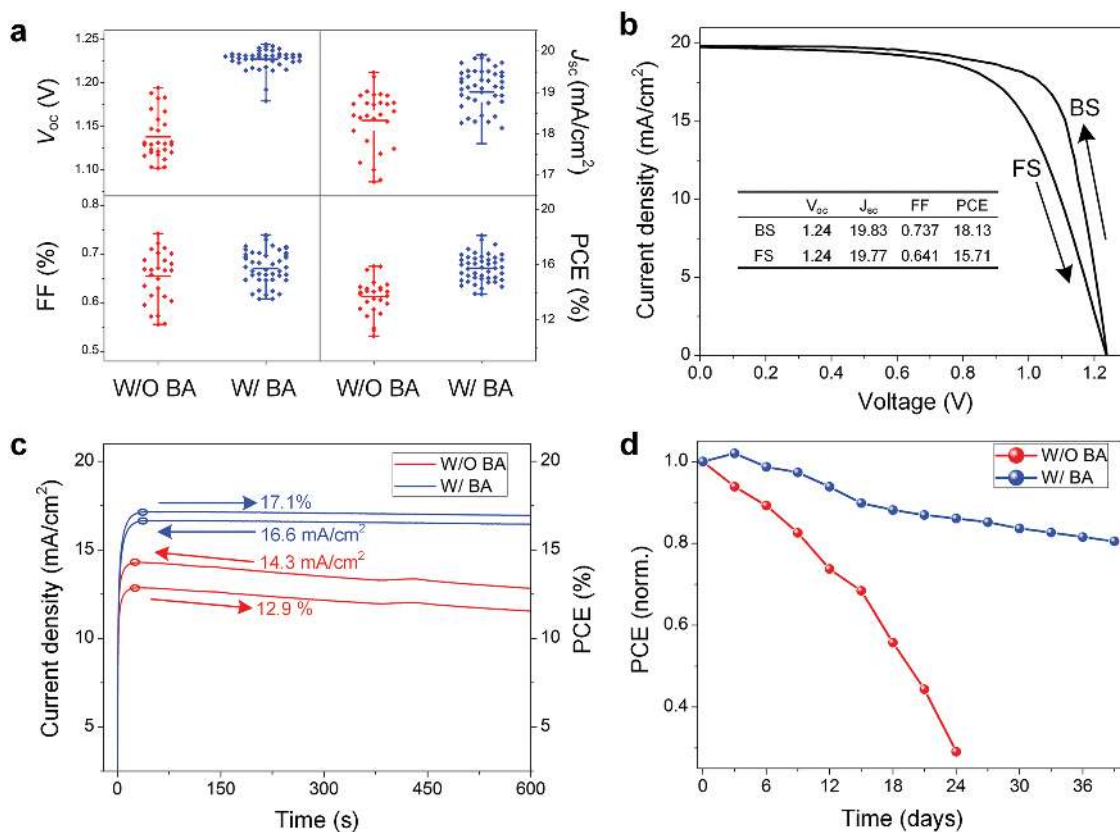 a
1.25
1.20
1.15
1.10
Voc (V)
20
19
18
17
Jsc (mA/cm2)
0.8
0.7
0.6
0.5
FF (%)
20
16
12
PCE (%)
W/O BA W/ BA W/O BA W/ BA
b
20
15
10
5
0
Current density (mA/cm2)
BS
FS
Voc Jsc FF PCE
BS 1.24 19.83 0.737 18.13
FS 1.24 19.77 0.641 15.71
0.0 0.2 0.4 0.6 0.8 1.0 1.2
Voltage (V)
c
20
15
10
5
Current density (mA/cm2)
W/O BA
W/ BA
17.1%
16.6 mA/cm2
14.3 mA/cm2
12.9 %
20
15
10
5
PCE (%)
0 150 300 450 600
Time (s)
d
1.0
0.8
0.6
0.4
PCE (norm.)
W/O BA
W/ BA
0 6 12 18 24 30 36
Time (days)